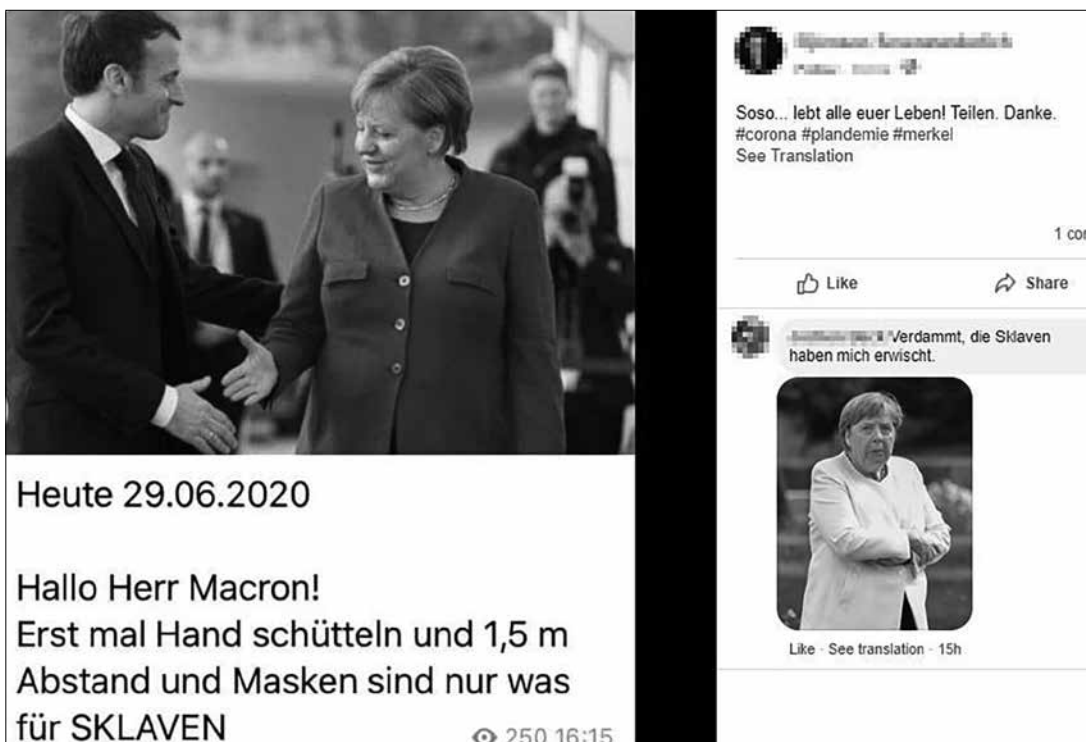 Heute 29.06.2020
Hallo Herr Macron!
Erst mal Hand schütteln und 1,5 m
Abstand und Masken sind nur was
für SKLAVEN
250 16:15
Soso... lebt alle euer Leben! Teilen. Danke.
#corona #plandemie #merkel
See Translation
1 cor
Like
Share
Verdammt, die Sklaven
haben mich erwischt.
Like · See translation · 15h